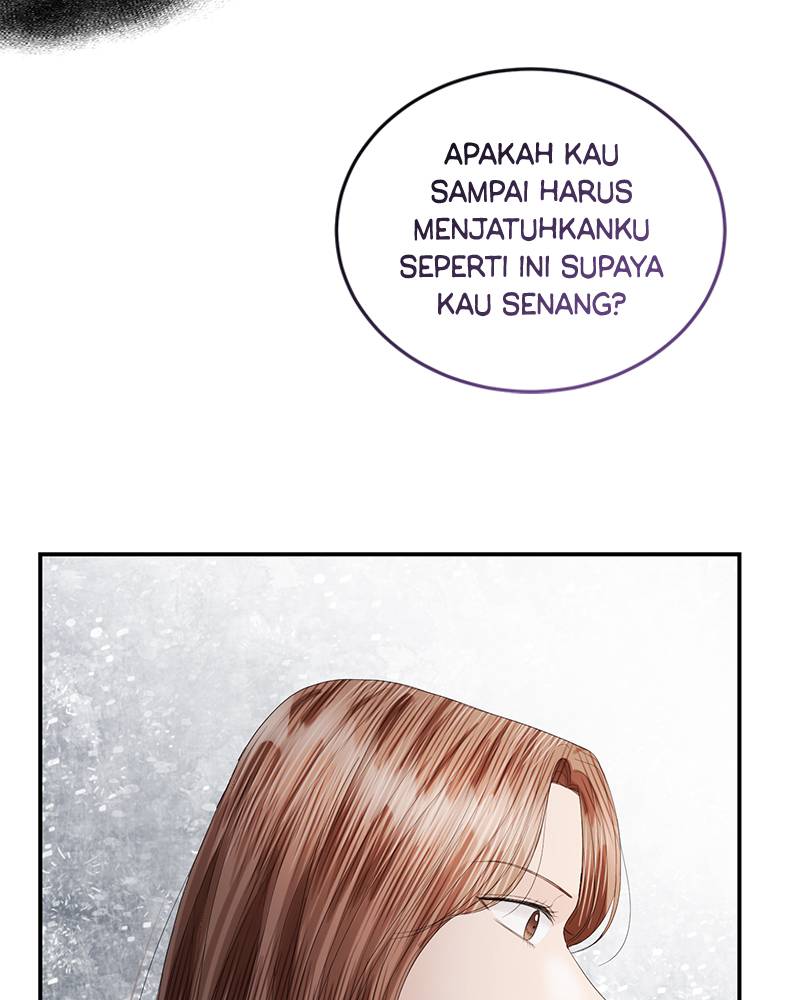 APAKAH KAU
SAMPAI HARUS
MENJATUHKANKU
SEPERTI INI SUPAYA
KAU SENANG?